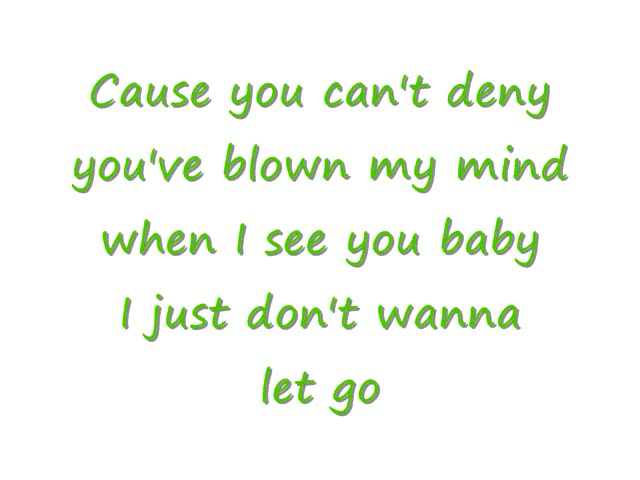 Cause you can't deny
you've blown my mind
when I see you baby
I just don't wanna
let go